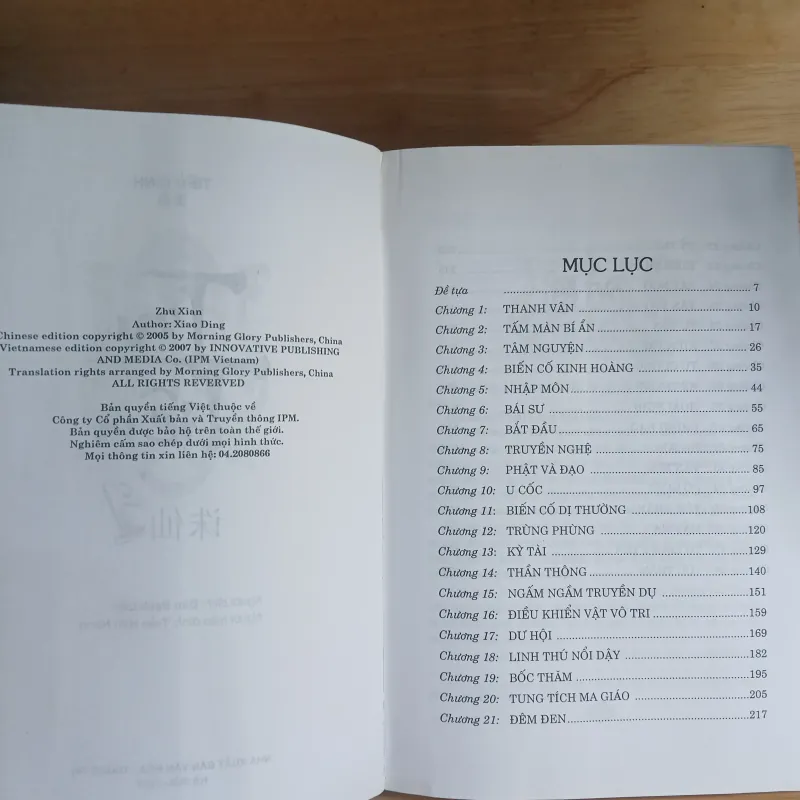 Zhu Xian
Author: Xiao Ding
Chinese edition copyright © 2005 by Morning Glory Publishers, China
Vietnamese edition copyright © 2007 by INNOVATIVE PUBLISHING
AND MEDIA Co. (IPM Vietnam)
Translation rights arranged by Morning Glory Publishers, China
ALL RIGHTS REVERVED
Bản quyền tiếng Việt thuộc về
Công ty Cổ phần Xuất bản và Truyền thông IPM.
Bản quyền được bảo hộ trên toàn thế giới.
Nghiêm cấm sao chép dưới mọi hình thức.
Mọi thông tin xin liên hệ: 04.2080866
诛仙
MỤC LỤC
Đề tựa 7
Chương 1: THANH VÂN 10
Chương 2: TẤM MÀN BÍ ẨN 17
Chương 3: TÂM NGUYỆN 26
Chương 4: BIẾN CỐ KINH HOÀNG 35
Chương 5: NHẬP MÔN 44
Chương 6: BÁI SƯ 55
Chương 7: BẮT ĐẦU 65
Chương 8: TRUYỀN NGHỆ 75
Chương 9: PHẬT VÀ ĐẠO 85
Chương 10: U CỐC 97
Chương 11: BIẾN CỐ DỊ THƯỜNG 108
Chương 12: TRÙNG PHÙNG 120
Chương 13: KỲ TÀI 129
Chương 14: THẦN THÔNG 140
Chương 15: NGẤM NGẦM TRUYỀN DỤ 151
Chương 16: ĐIỀU KHIỂN VẬT VÔ TRI 159
Chương 17: DƯ HỘI 169
Chương 18: LINH THÚ NỔI DẬY 182
Chương 19: BỐC THĂM 195
Chương 20: TUNG TÍCH MA GIÁO 205
Chương 21: ĐÊM ĐEN 217